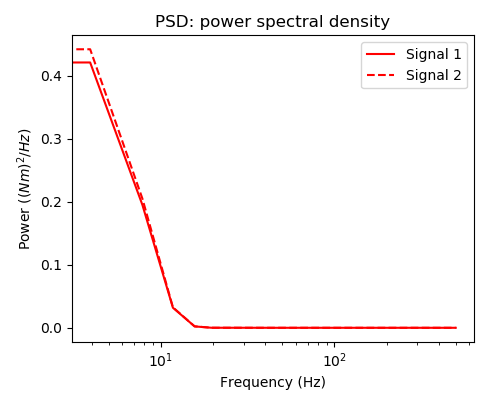 PSD: power spectral density
Signal 1
Signal 2
Power ((Nm)²/Hz)
0.4
0.3
0.2
0.1
0.0
10¹
10²
Frequency (Hz)